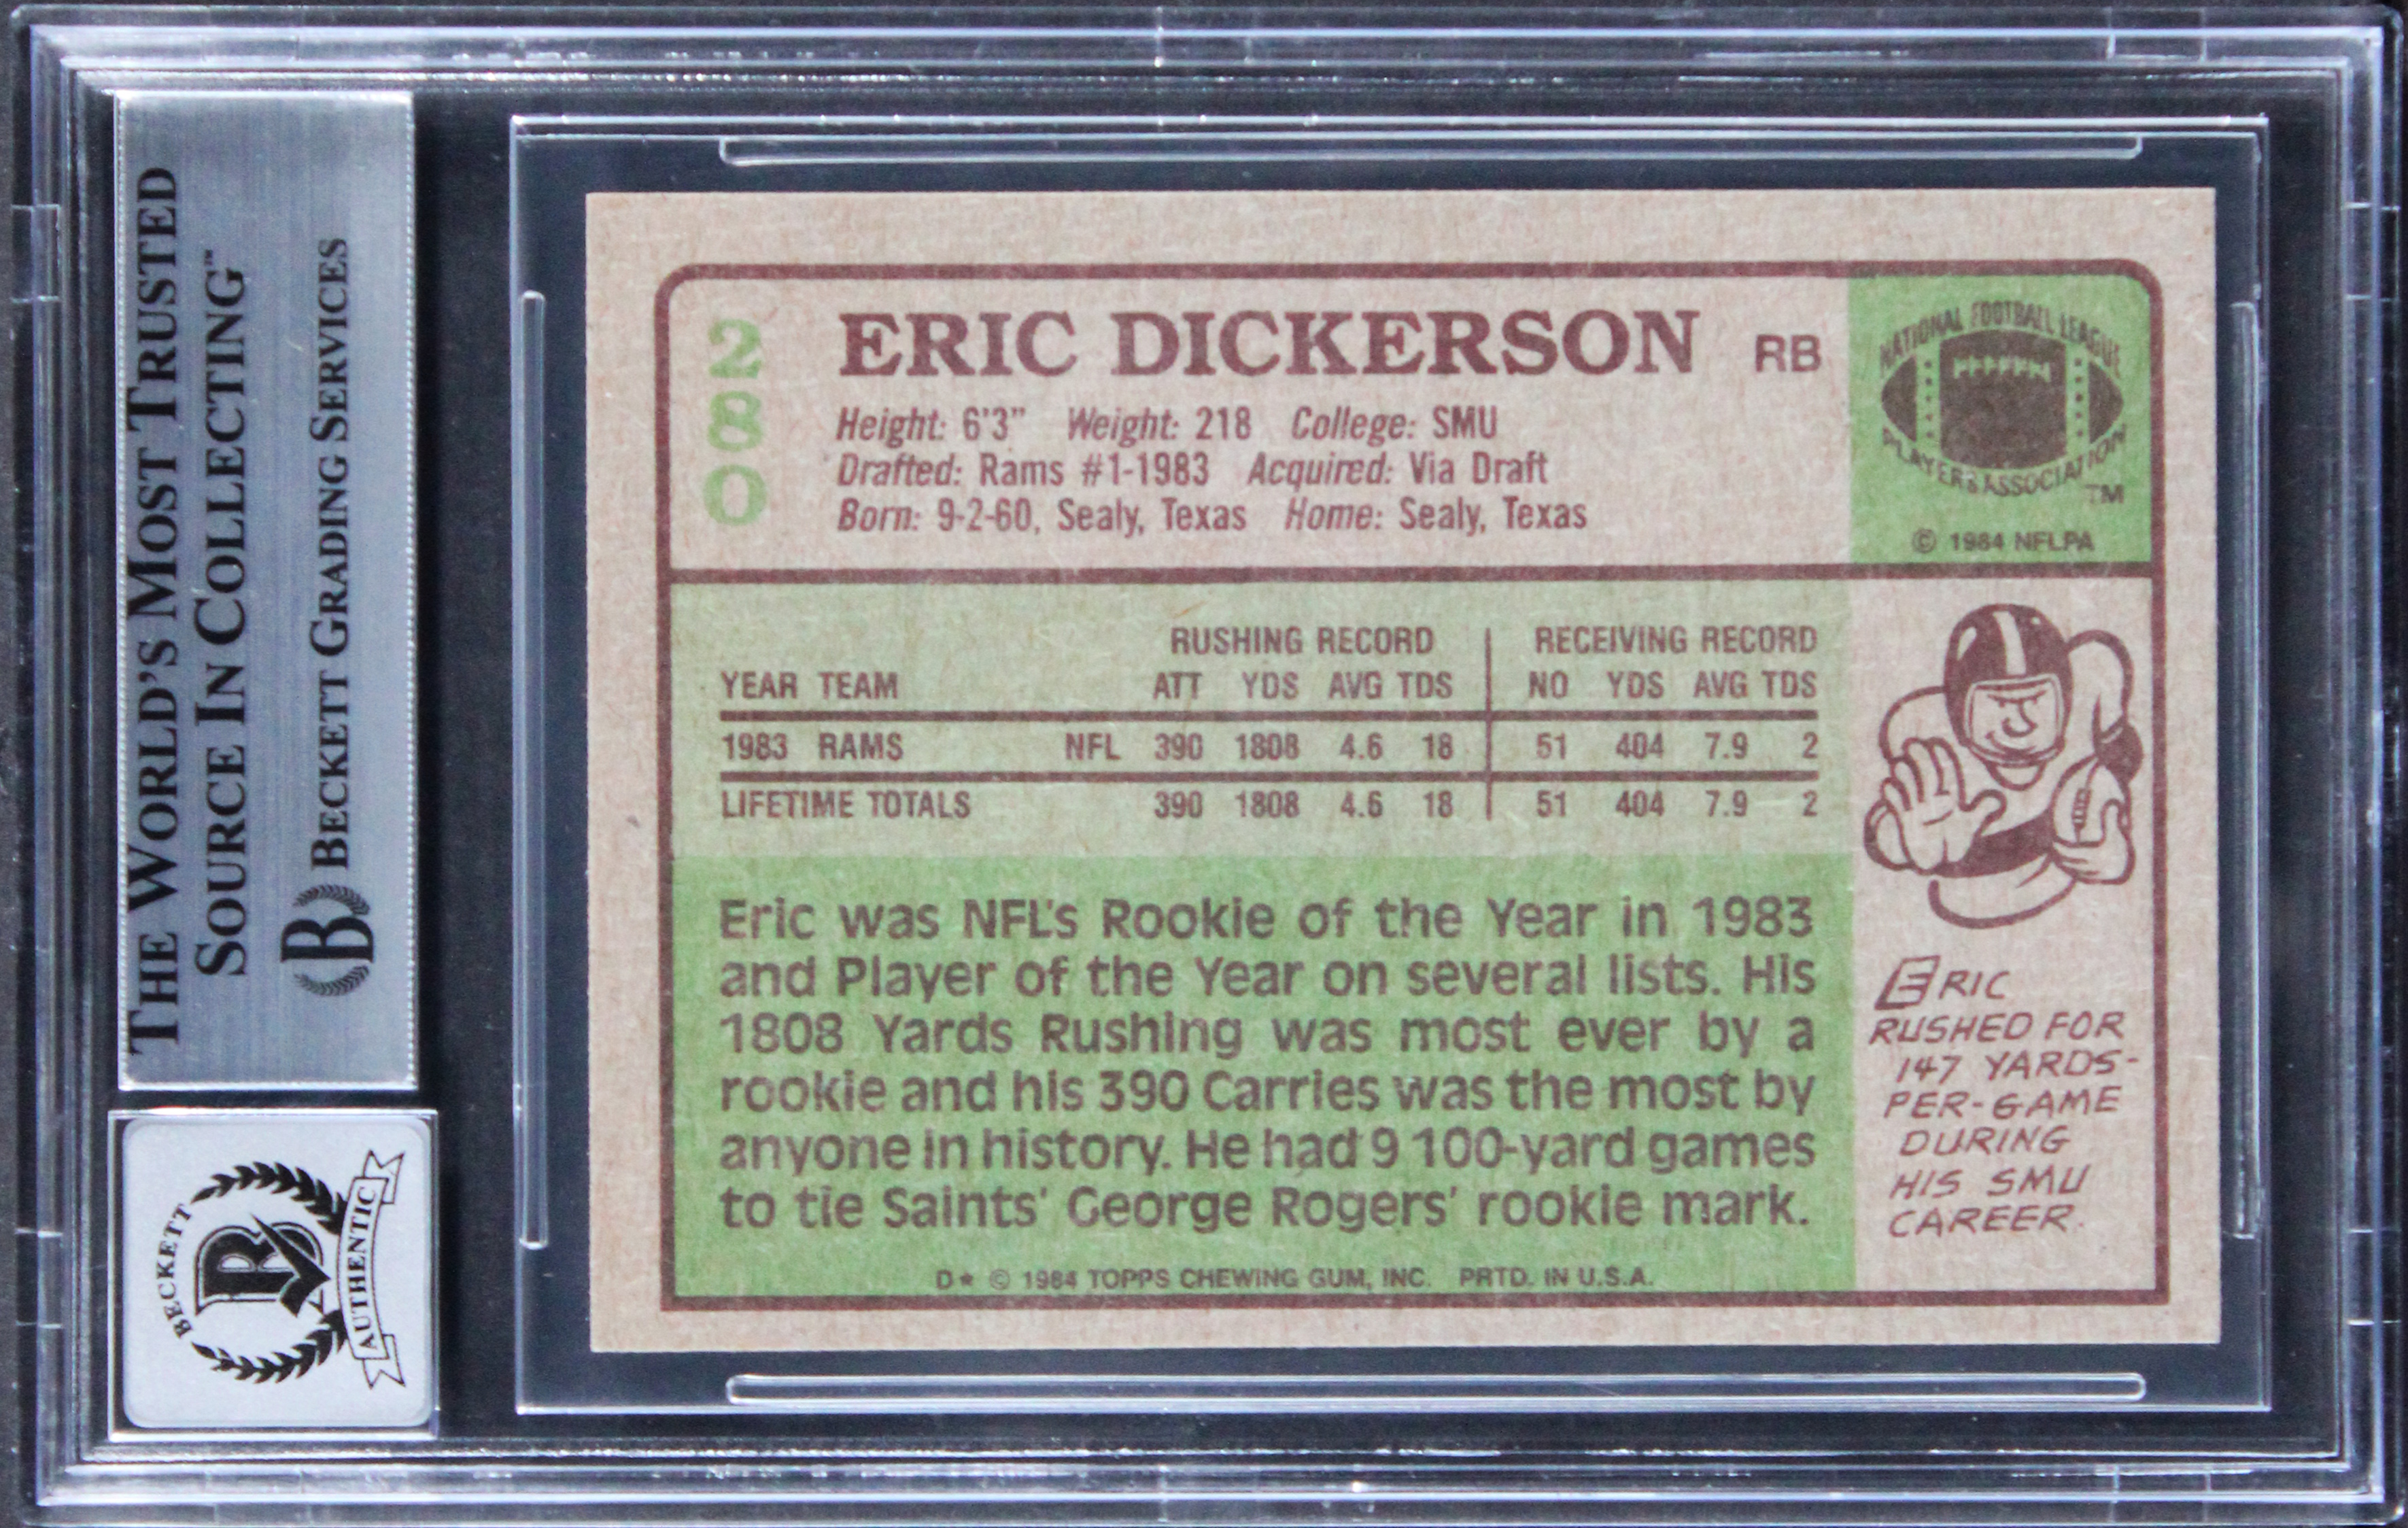 THE WORLD'S MOST TRUSTED
SOURCE IN COLLECTING™
B BECKETT GRADING SERVICES
BECKETT
B
AUTHENTIC
280
ERIC DICKERSON RB
Height: 6'3" Weight: 218 College: SMU
Drafted: Rams #1-1983 Acquired: Via Draft
Born: 9-2-60, Sealy, Texas Home: Sealy, Texas
NATIONAL FOOTBALL LEAGUE
PLAYERS ASSOCIATION
TM
© 1984 NFLPA
RUSHING RECORD RECEIVING RECORD
YEAR TEAM ATT YDS AVG TDS NO YDS AVG TDS
1983 RAMS NFL 390 1808 4.6 18 51 404 7.9 2
LIFETIME TOTALS 390 1808 4.6 18 51 404 7.9 2
Eric was NFL's Rookie of the Year in 1983
and Player of the Year on several lists. His
1808 Yards Rushing was most ever by a
rookie and his 390 Carries was the most by
anyone in history. He had 9 100-yard games
to tie Saints' George Rogers' rookie mark.
D* © 1984 TOPPS CHEWING GUM, INC. PRTD. IN U.S.A.
ERIC
RUSHED FOR
147 YARDS-
PER-GAME
DURING
HIS SMU
CAREER.